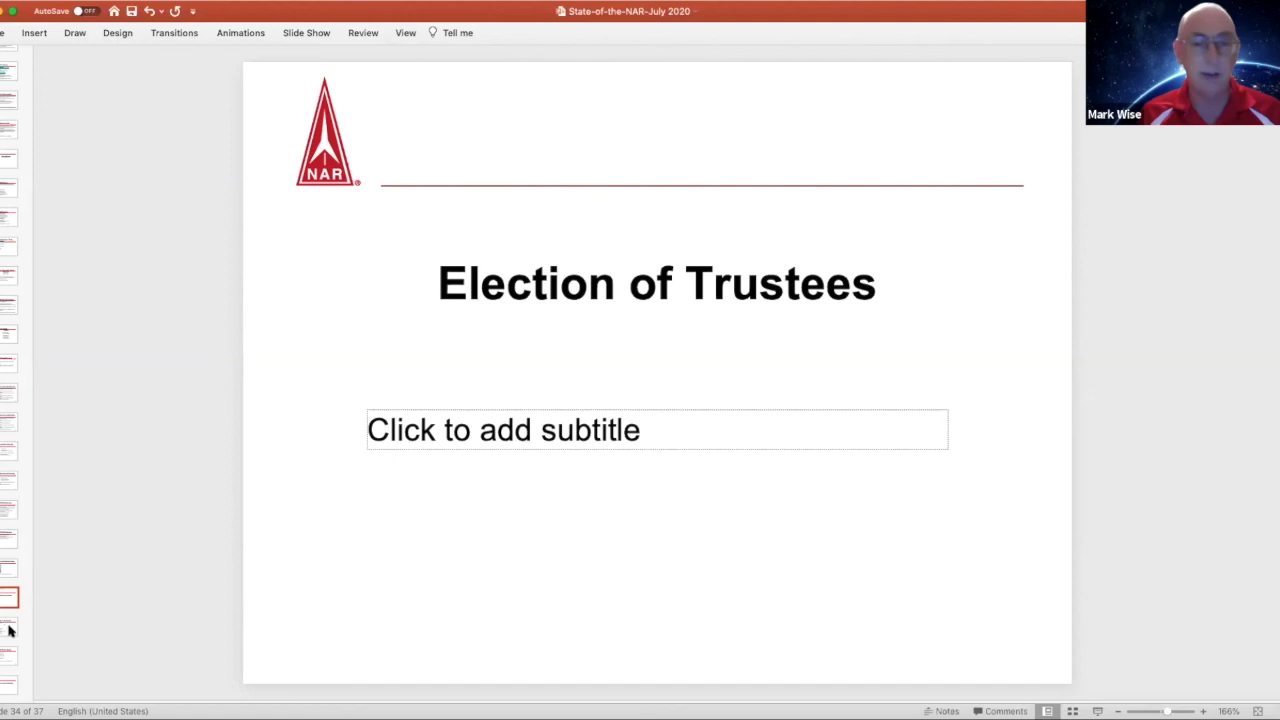 AutoSave OFF
State-of-the-NAR-July 2020
Insert Draw Design Transitions Animations Slide Show Review View Tell me
Mark Wise
NAR
Election of Trustees
Click to add subtitle
34 of 37 English (United States) Notes Comments 166%